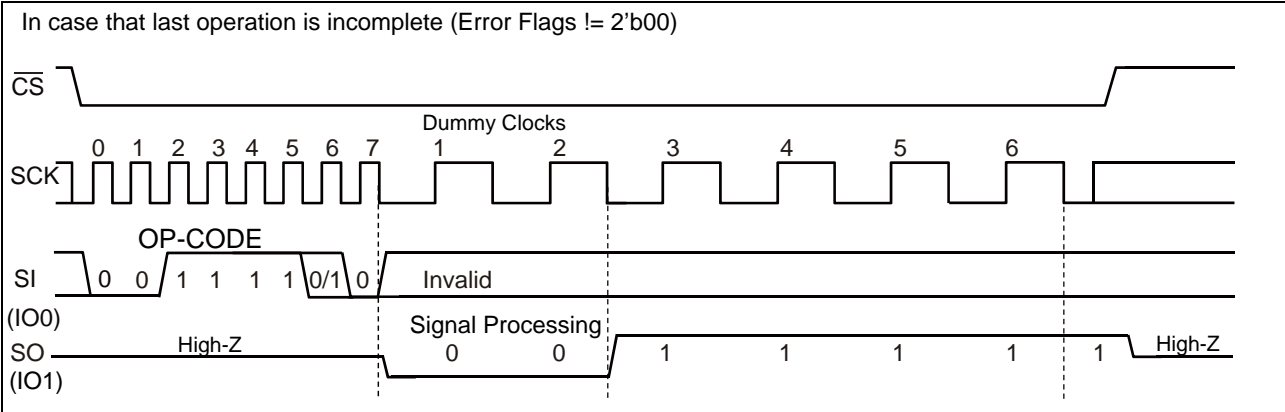 In case that last operation is incomplete (Error Flags != 2'b00)
CS
Dummy Clocks
0 1 2 3 4 5 6 7 1 2 3 4 5 6
SCK
OP-CODE
SI 0 0 1 1 1 1 0/1 0 Invalid
(IO0)
Signal Processing
SO High-Z 0 0 1 1 1 1 1 High-Z
(IO1)